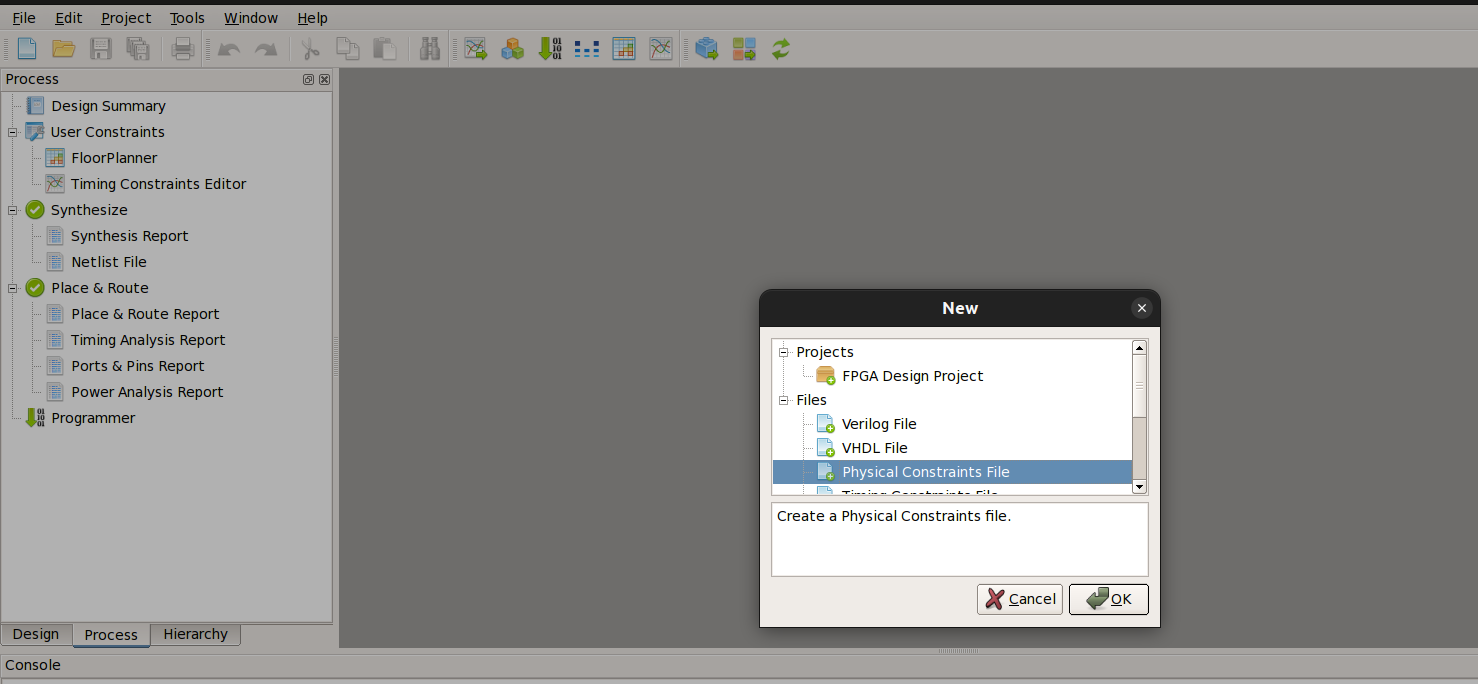 File Edit Project Tools Window Help
Process
Design Summary
User Constraints
FloorPlanner
Timing Constraints Editor
Synthesize
Synthesis Report
Netlist File
Place & Route
Place & Route Report
Timing Analysis Report
Ports & Pins Report
Power Analysis Report
Programmer
Design Process Hierarchy
Console
New
Projects
FPGA Design Project
Files
Verilog File
VHDL File
Physical Constraints File
Timing Constraints File
Create a Physical Constraints file.
Cancel OK